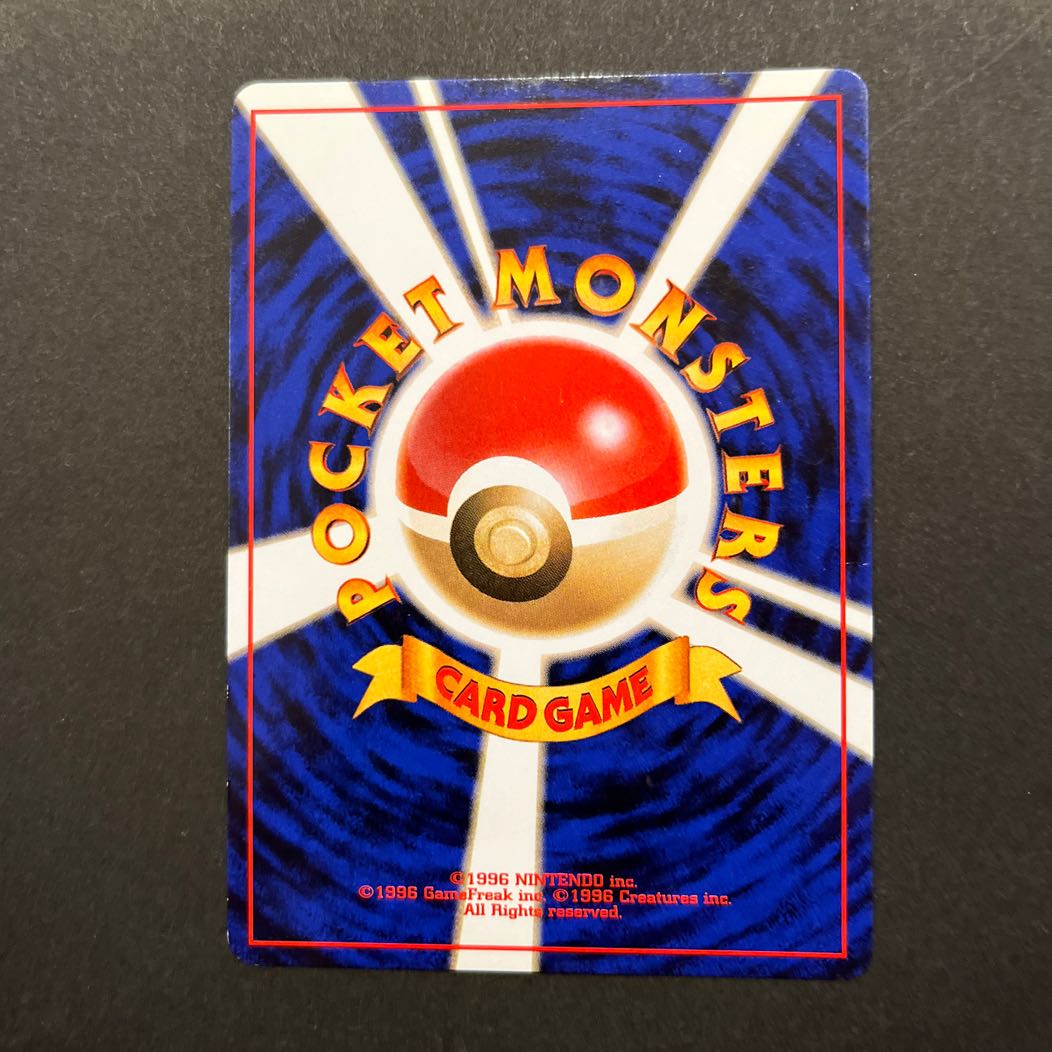 POCKET MONSTERS
CARD GAME
©1996 NINTENDO inc.
©1996 GameFreak inc. ©1996 Creatures inc.
All Rights reserved.